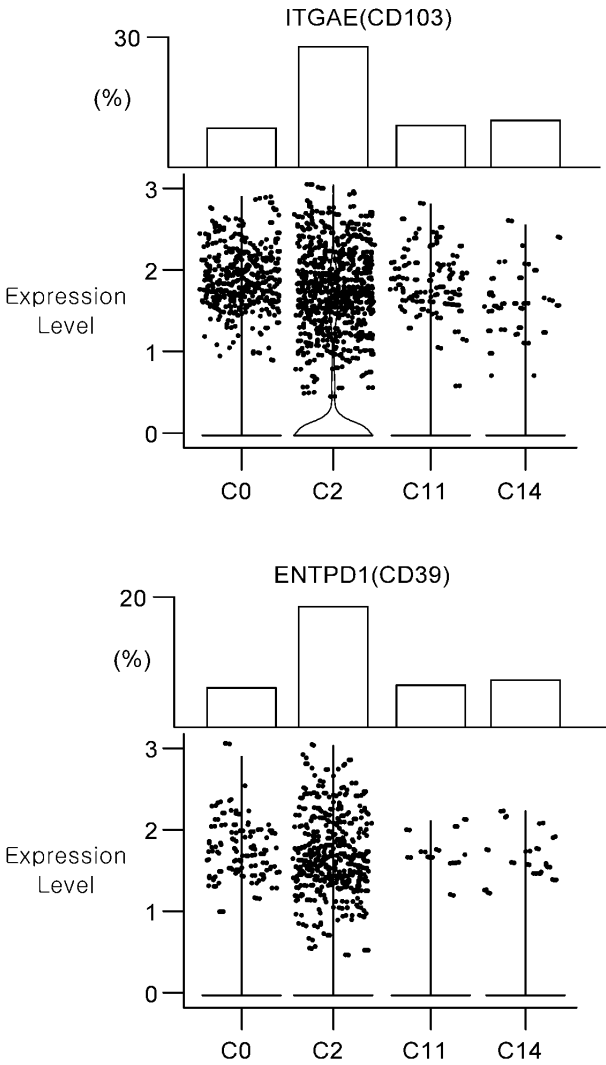 ITGAE(CD103)
30
(%)
3
2
Expression
Level
1
0
C0 C2 C11 C14
ENTPD1(CD39)
20
(%)
3
2
Expression
Level
1
0
C0 C2 C11 C14